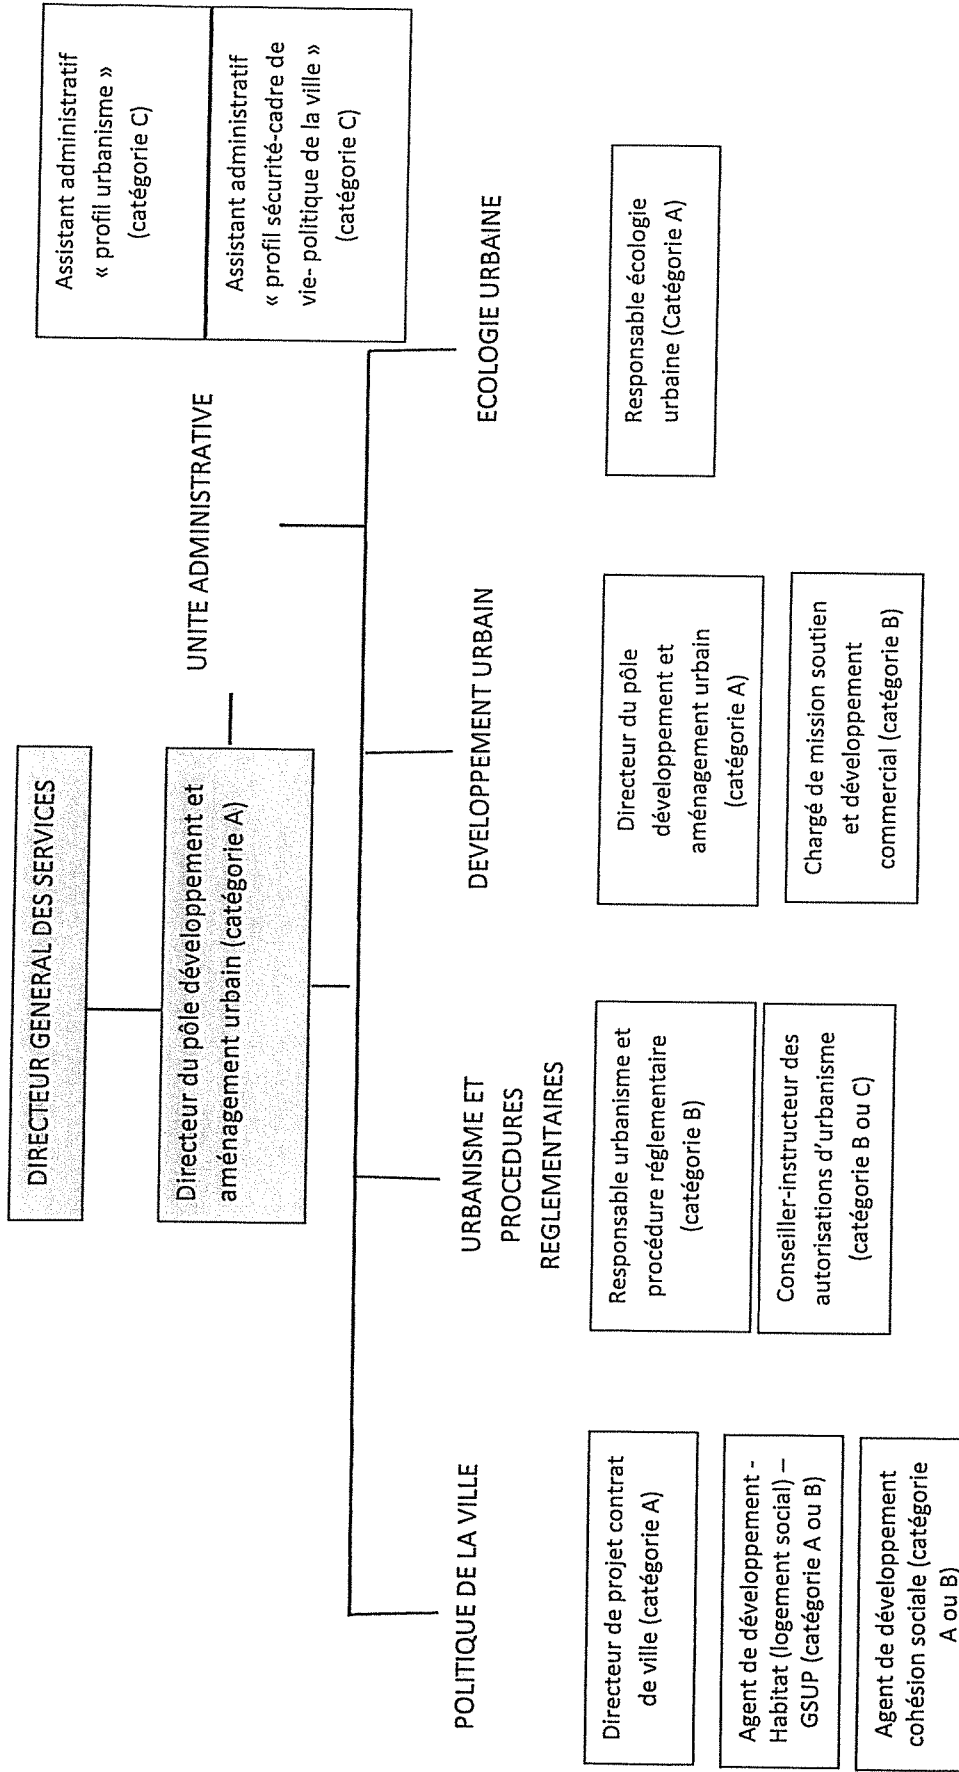 DIRECTEUR GENERAL DES SERVICES
Directeur du pôle développement et
aménagement urbain (catégorie A)
UNITE ADMINISTRATIVE
Assistant administratif
« profil urbanisme »
(catégorie C)
Assistant administratif
« profil sécurité-cadre de
vie- politique de la ville »
(catégorie C)
POLITIQUE DE LA VILLE
Directeur de projet contrat
de ville (catégorie A)
Agent de développement -
Habitat (logement social) –
GSUP (catégorie A ou B)
Agent de développement
cohésion sociale (catégorie
A ou B)
URBANISME ET
PROCEDURES
REGLEMENTAIRES
Responsable urbanisme et
procédure réglementaire
(catégorie B)
Conseiller-instructeur des
autorisations d'urbanisme
(catégorie B ou C)
DEVELOPPEMENT URBAIN
Directeur du pôle
développement et
aménagement urbain
(catégorie A)
Chargé de mission soutien
et développement
commercial (catégorie B)
ECOLOGIE URBAINE
Responsable écologie
urbaine (Catégorie A)